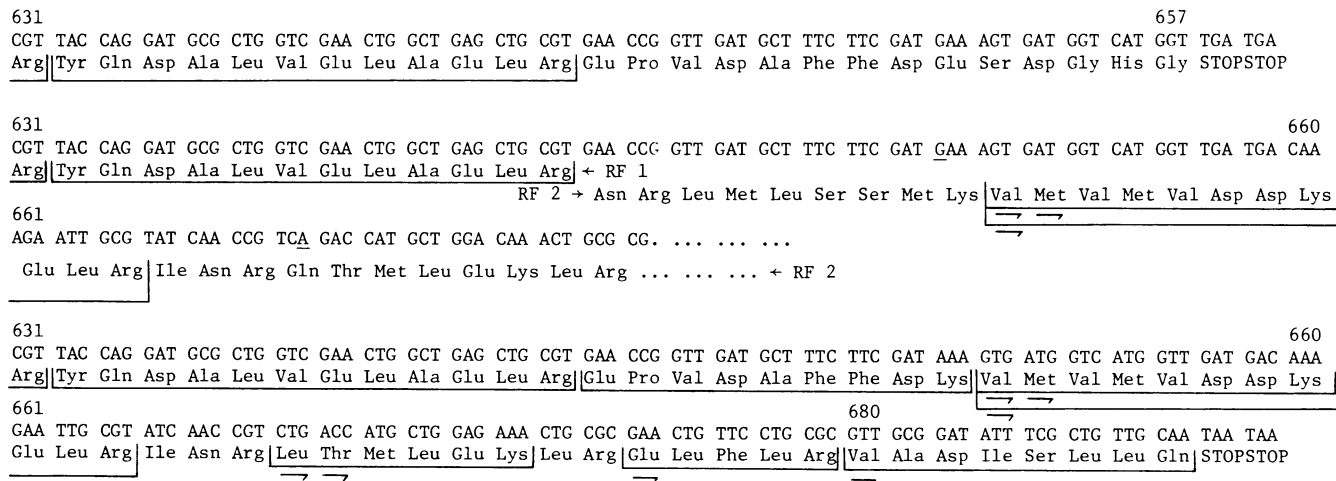 631 657
CGT TAC CAG GAT GCG CTG GTC GAA CTG GCT GAG CTG CGT GAA CCG GTT GAT GCT TTC TTC GAT GAA AGT GAT GGT CAT GGT TGA TGA
Arg Tyr Gln Asp Ala Leu Val Glu Leu Ala Glu Leu Arg Glu Pro Val Asp Ala Phe Phe Asp Glu Ser Asp Gly His Gly STOPSTOP
631 660
CGT TAC CAG GAT GCG CTG GTC GAA CTG GCT GAG CTG CGT GAA CCG GTT GAT GCT TTC TTC GAT GAA AGT GAT GGT CAT GGT TGA TGA CAA
Arg Tyr Gln Asp Ala Leu Val Glu Leu Ala Glu Leu Arg ← RF 1
RF 2 → Asn Arg Leu Met Leu Ser Ser Met Lys Val Met Val Met Val Asp Asp Lys
661
AGA ATT GCG TAT CAA CCG TCA GAC CAT GCT GGA CAA ACT GCG CG. ... ... ...
Glu Leu Arg Ile Asn Arg Gln Thr Met Leu Glu Lys Leu Arg ... ... ... ← RF 2
631 660
CGT TAC CAG GAT GCG CTG GTC GAA CTG GCT GAG CTG CGT GAA CCG GTT GAT GCT TTC TTC GAT AAA GTG ATG GTC ATG GTT GAT GAC AAA
Arg Tyr Gln Asp Ala Leu Val Glu Leu Ala Glu Leu Arg Glu Pro Val Asp Ala Phe Phe Asp Lys Val Met Val Met Val Asp Asp Lys
661 680
GAA TTG CGT ATC AAC CGT CTG ACC ATG CTG GAG AAA CTG CGC GAA CTG TTC CTG CGC GTT GCG GAT ATT TCG CTG TTG CAA TAA TAA
Glu Leu Arg Ile Asn Arg Leu Thr Met Leu Glu Lys Leu Arg Glu Leu Phe Leu Arg Val Ala Asp Ile Ser Leu Leu Gln STOPSTOP